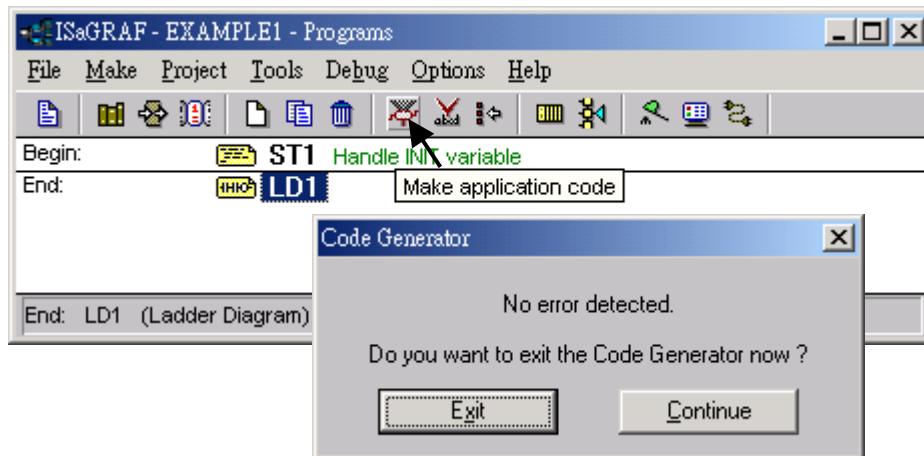 ISaGRAF - EXAMPLE1 - Programs
File Make Project Tools Debug Options Help
Begin: ST1 Handle INIT variable
End: LD1
Make application code
Code Generator
No error detected.
Do you want to exit the Code Generator now ?
Exit Continue
End: LD1 (Ladder Diagram)